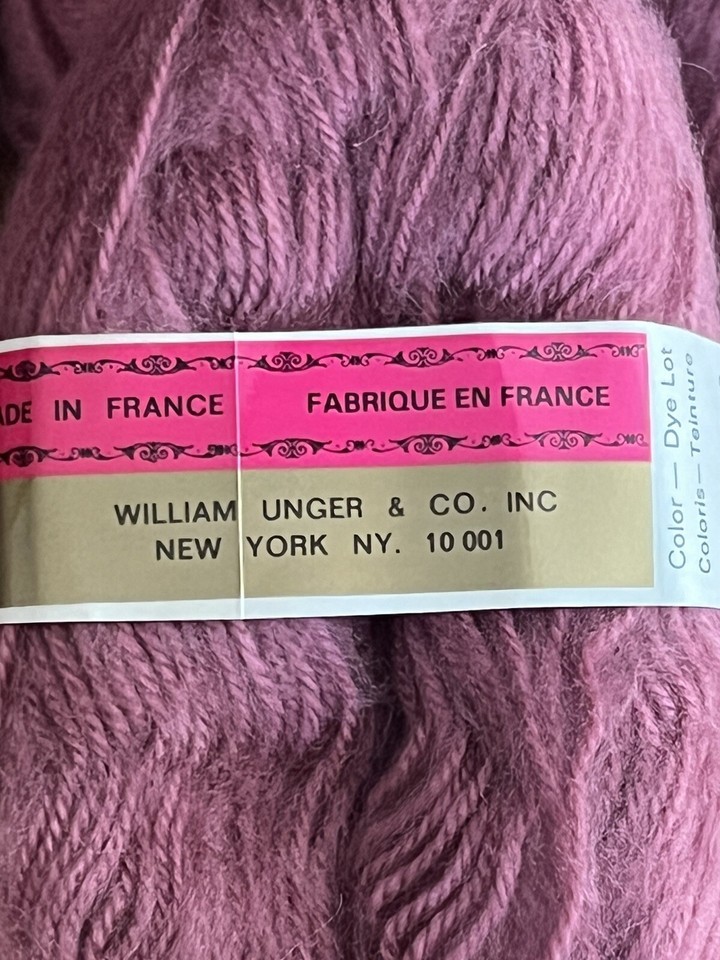 MADE IN FRANCE FABRIQUE EN FRANCE
WILLIAM UNGER & CO. INC
NEW YORK NY. 10 001
Color — Dye Lot
Coloris — Teinture